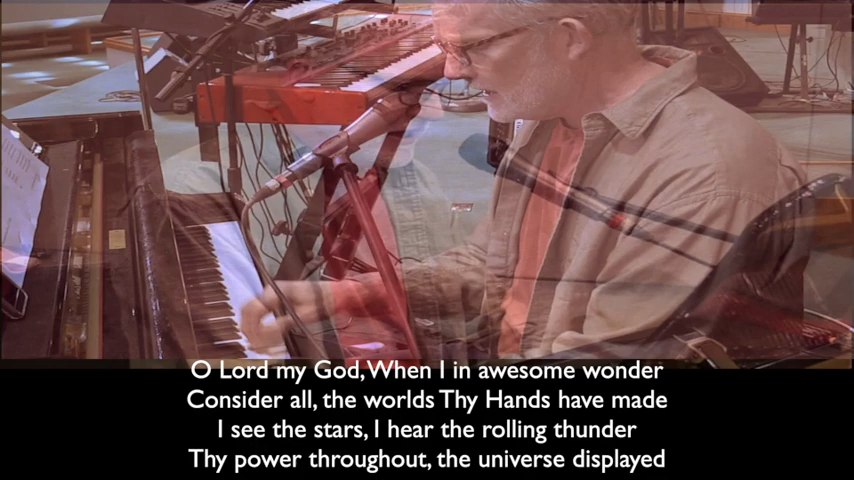 O Lord my God, When I in awesome wonder
Consider all, the worlds Thy Hands have made
I see the stars, I hear the rolling thunder
Thy power throughout, the universe displayed